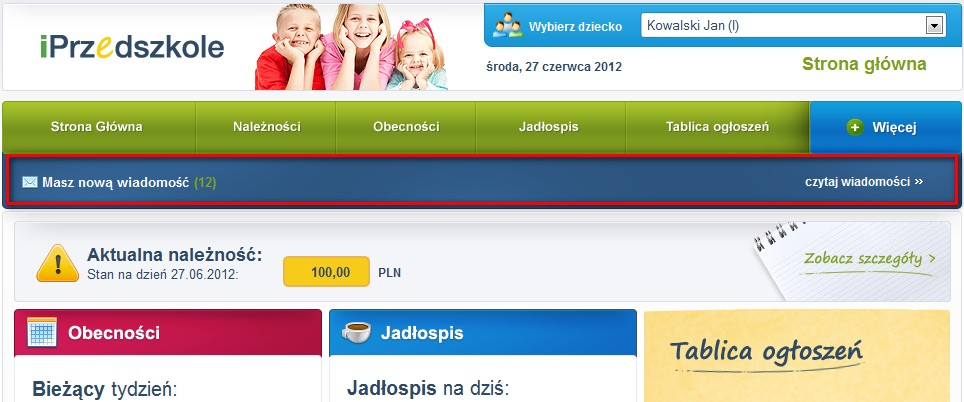 iPrzedszkole
Wybierz dziecko
Kowalski Jan (I)
środa, 27 czerwca 2012
Strona główna
Strona Główna
Należności
Obecności
Jadłospis
Tablica ogłoszeń
Więcej
Masz nową wiadomość (12)
czytaj wiadomości »
Aktualna należność:
Stan na dzień 27.06.2012:
100,00 PLN
Zobacz szczegóły >
Obecności
Bieżący tydzień:
Jadłospis
Jadłospis na dziś:
Tablica ogłoszeń